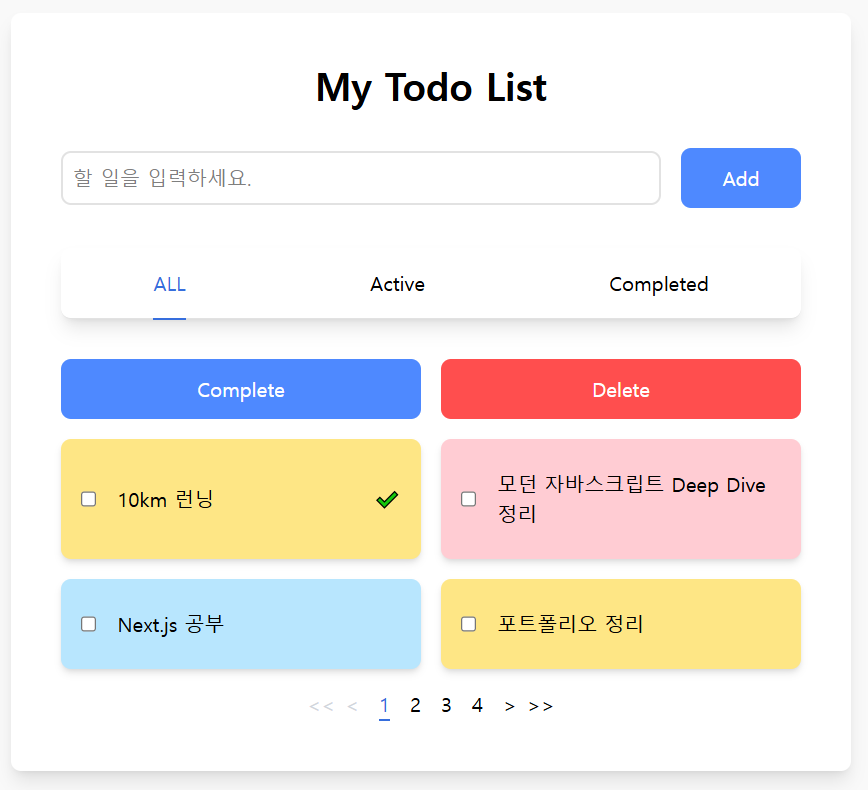 My Todo List
할 일을 입력하세요.
Add
ALL Active Completed
Complete Delete
10km 런닝
모던 자바스크립트 Deep Dive
정리
Next.js 공부
포트폴리오 정리
<< < 1 2 3 4 > >>